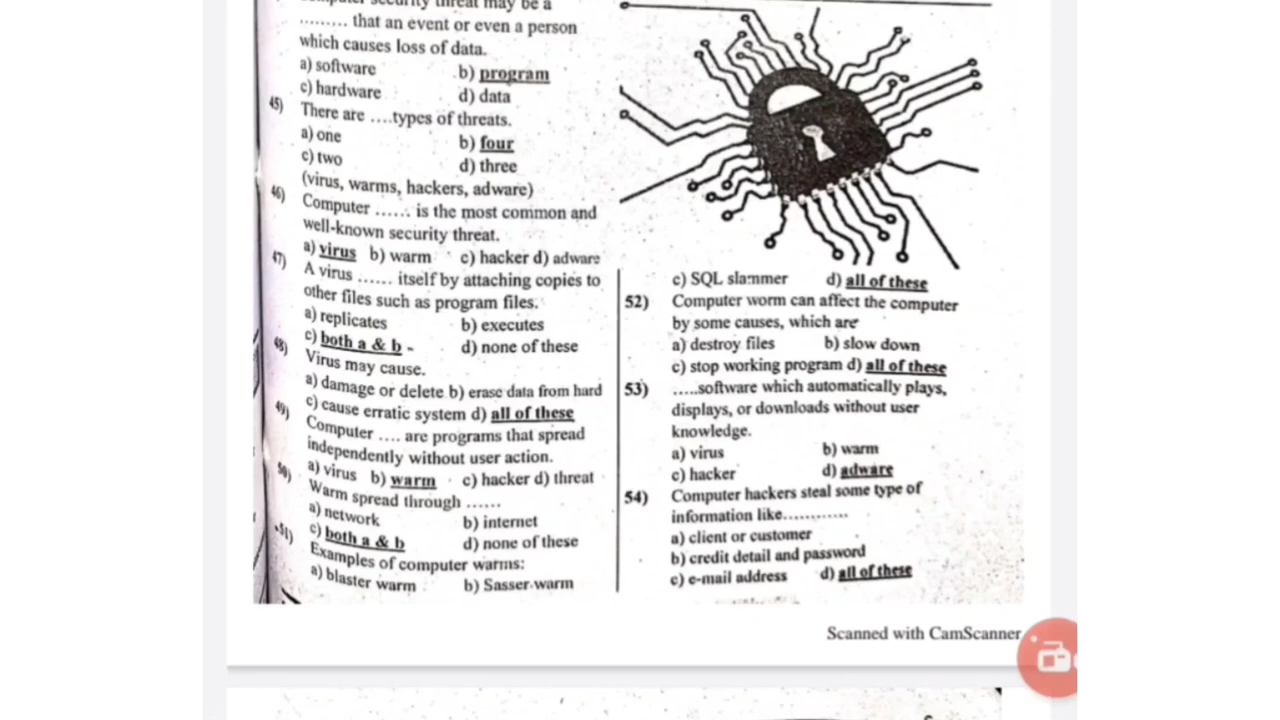 computer security threat may be a
......... that an event or even a person
which causes loss of data.
a) software b) program
c) hardware d) data
45) There are ....types of threats.
a) one b) four
c) two d) three
(virus, warms, hackers, adware)
46) Computer ...... is the most common and
well-known security threat.
a) virus b) warm c) hacker d) adware
47) A virus ...... itself by attaching copies to
other files such as program files.
a) replicates b) executes
c) both a & b - d) none of these
48) Virus may cause.
a) damage or delete b) erase data from hard
c) cause erratic system d) all of these
49) Computer .... are programs that spread
independently without user action.
a) virus b) warm c) hacker d) threat
50) Warm spread through ......
a) network b) internet
c) both a & b d) none of these
51) Examples of computer warms:
a) blaster warm b) Sasser warm
c) SQL slammer d) all of these
52) Computer worm can affect the computer
by some causes, which are
a) destroy files b) slow down
c) stop working program d) all of these
53) .....software which automatically plays,
displays, or downloads without user
knowledge.
a) virus b) warm
c) hacker d) adware
54) Computer hackers steal some type of
information like............
a) client or customer
b) credit detail and password
c) e-mail address d) all of these
Scanned with CamScanner